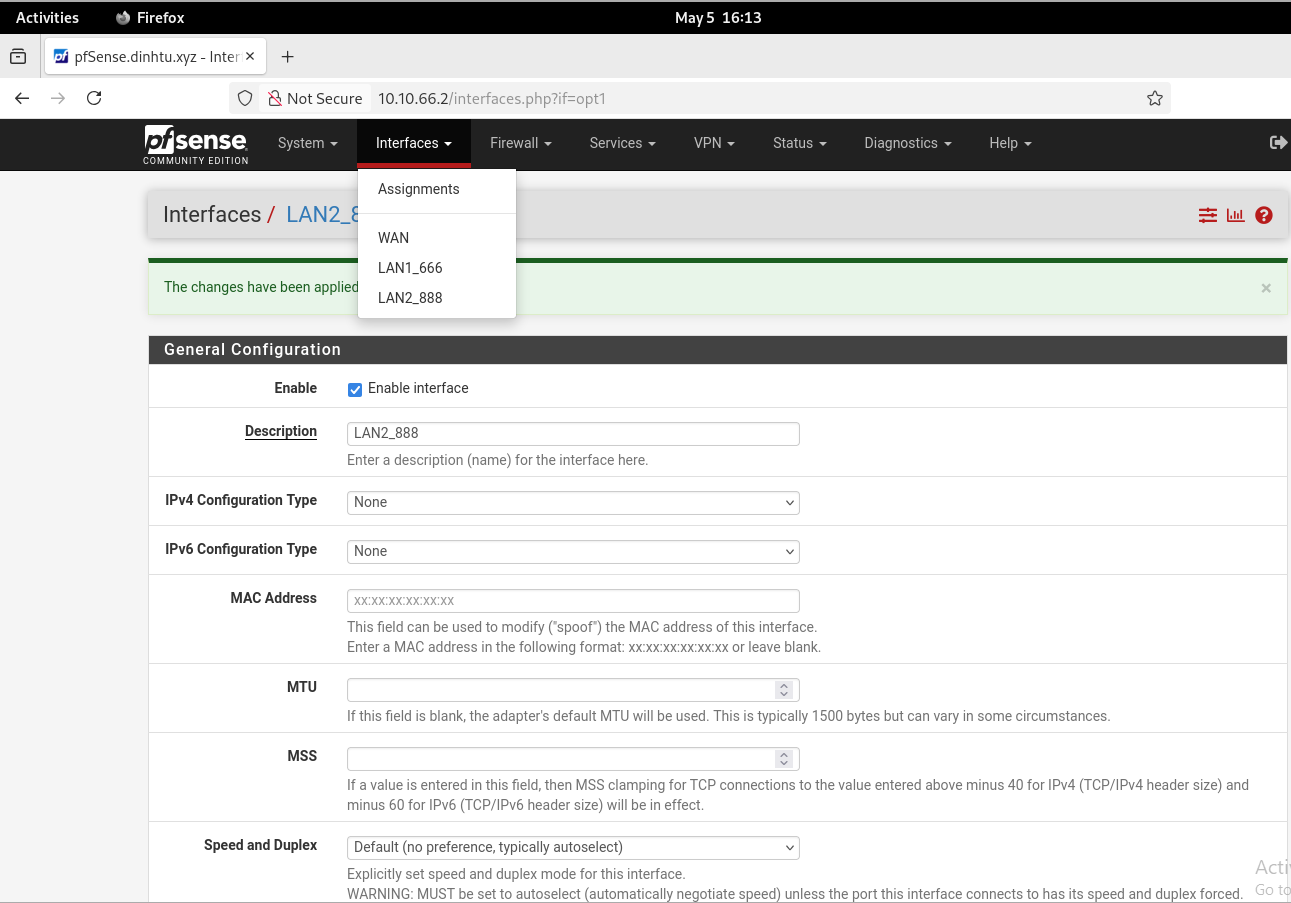 Activities Firefox May 5 16:13
pfSense.dinhtu.xyz - Inter
Not Secure 10.10.66.2/interfaces.php?if=opt1
pfsense
COMMUNITY EDITION
System Interfaces Firewall Services VPN Status Diagnostics Help
Assignments
WAN
LAN1_666
LAN2_888
Interfaces / LAN2_8
The changes have been applied
General Configuration
Enable Enable interface
Description LAN2_888
Enter a description (name) for the interface here.
IPv4 Configuration Type None
IPv6 Configuration Type None
MAC Address xx:xx:xx:xx:xx:xx
This field can be used to modify ("spoof") the MAC address of this interface.
Enter a MAC address in the following format: xx:xx:xx:xx:xx:xx or leave blank.
MTU
If this field is blank, the adapter's default MTU will be used. This is typically 1500 bytes but can vary in some circumstances.
MSS
If a value is entered in this field, then MSS clamping for TCP connections to the value entered above minus 40 for IPv4 (TCP/IPv4 header size) and
minus 60 for IPv6 (TCP/IPv6 header size) will be in effect.
Speed and Duplex Default (no preference, typically autoselect)
Explicitly set speed and duplex mode for this interface.
WARNING: MUST be set to autoselect (automatically negotiate speed) unless the port this interface connects to has its speed and duplex forced.
Acti
Go to